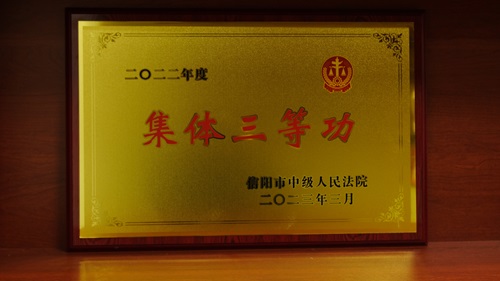 二〇二二年度
集体三等功
信阳市中级人民法院
二〇二三年三月